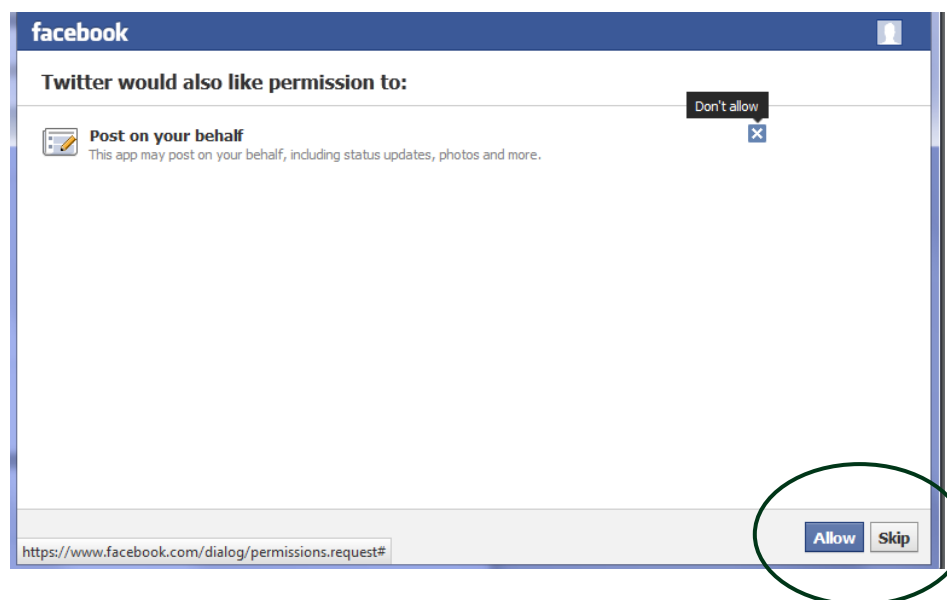 facebook
Twitter would also like permission to:
Don't allow
Post on your behalf
This app may post on your behalf, including status updates, photos and more.
Allow Skip
https://www.facebook.com/dialog/permissions.request#